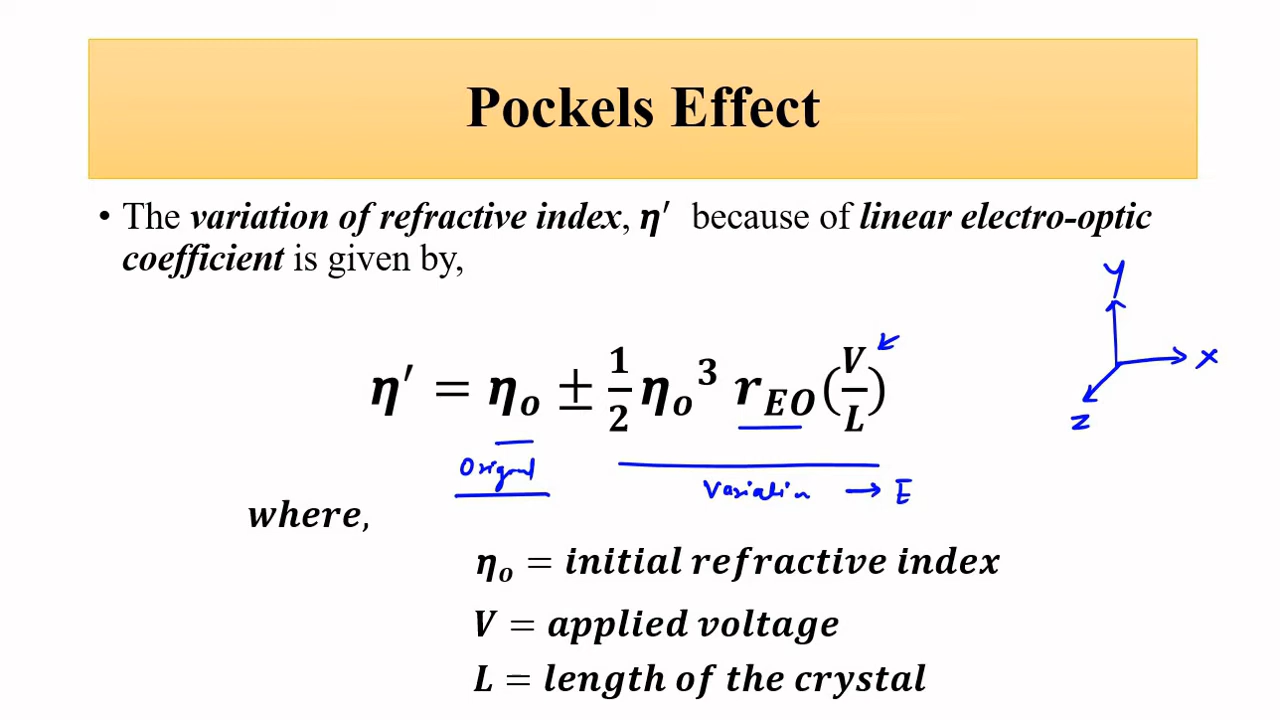 Pockels Effect
• The variation of refractive index, η′ because of linear electro-optic
coefficient is given by,
y
x
z
η′ = ηₒ ± 1/2 ηₒ³ r_EO (V/L)
Original
Variation → E
where,
ηₒ = initial refractive index
V = applied voltage
L = length of the crystal